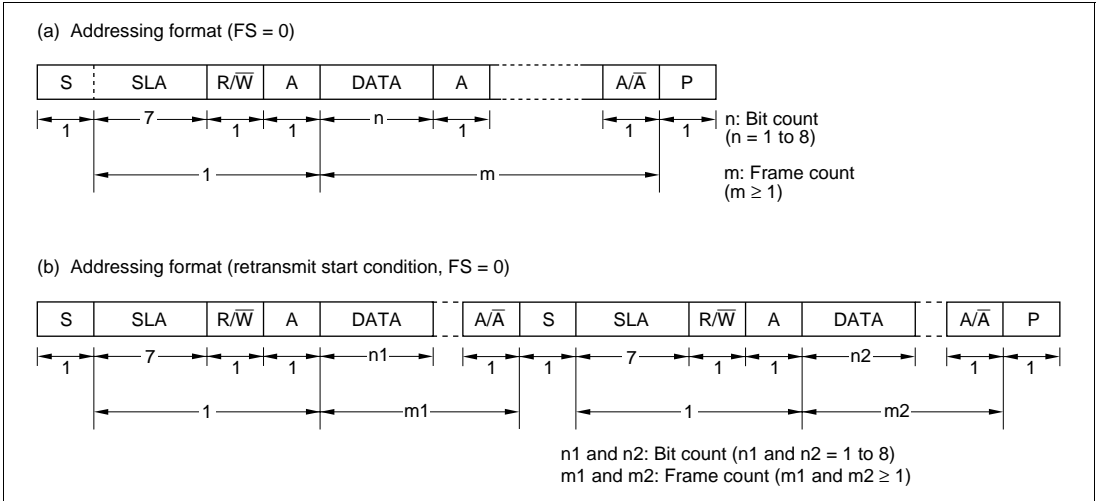 (a) Addressing format (FS = 0)
S SLA R/W̅ A DATA A A/A̅ P
1 7 1 1 n 1 1 1
n: Bit count
(n = 1 to 8)
1 m
m: Frame count
(m ≥ 1)
(b) Addressing format (retransmit start condition, FS = 0)
S SLA R/W̅ A DATA A/A̅ S SLA R/W̅ A DATA A/A̅ P
1 7 1 1 n1 1 1 7 1 1 n2 1 1
1 m1 1 m2
n1 and n2: Bit count (n1 and n2 = 1 to 8)
m1 and m2: Frame count (m1 and m2 ≥ 1)